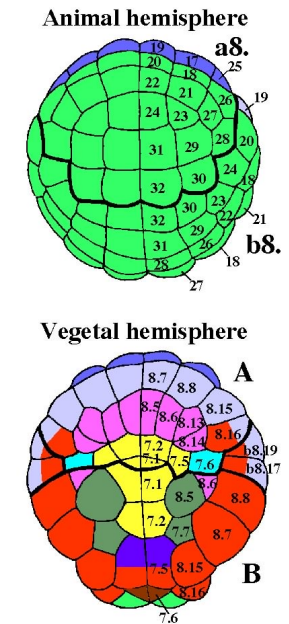 Animal hemisphere
a8.
19
20 17
18 25
22 21
26 19
24 23 27
28 20
31 29
24
30 18
32
23
32 30 22 21
29
31 26 b8.
28 18
27
Vegetal hemisphere
8.7 A
8.8
8.5 8.15
8.6 8.13
8.16
8.14
7.2 b8.19
7.1 7.5 7.6 b8.17
7.1 8.6
8.5 8.8
7.2
7.7 8.7
7.5 8.15 B
8.16
7.6